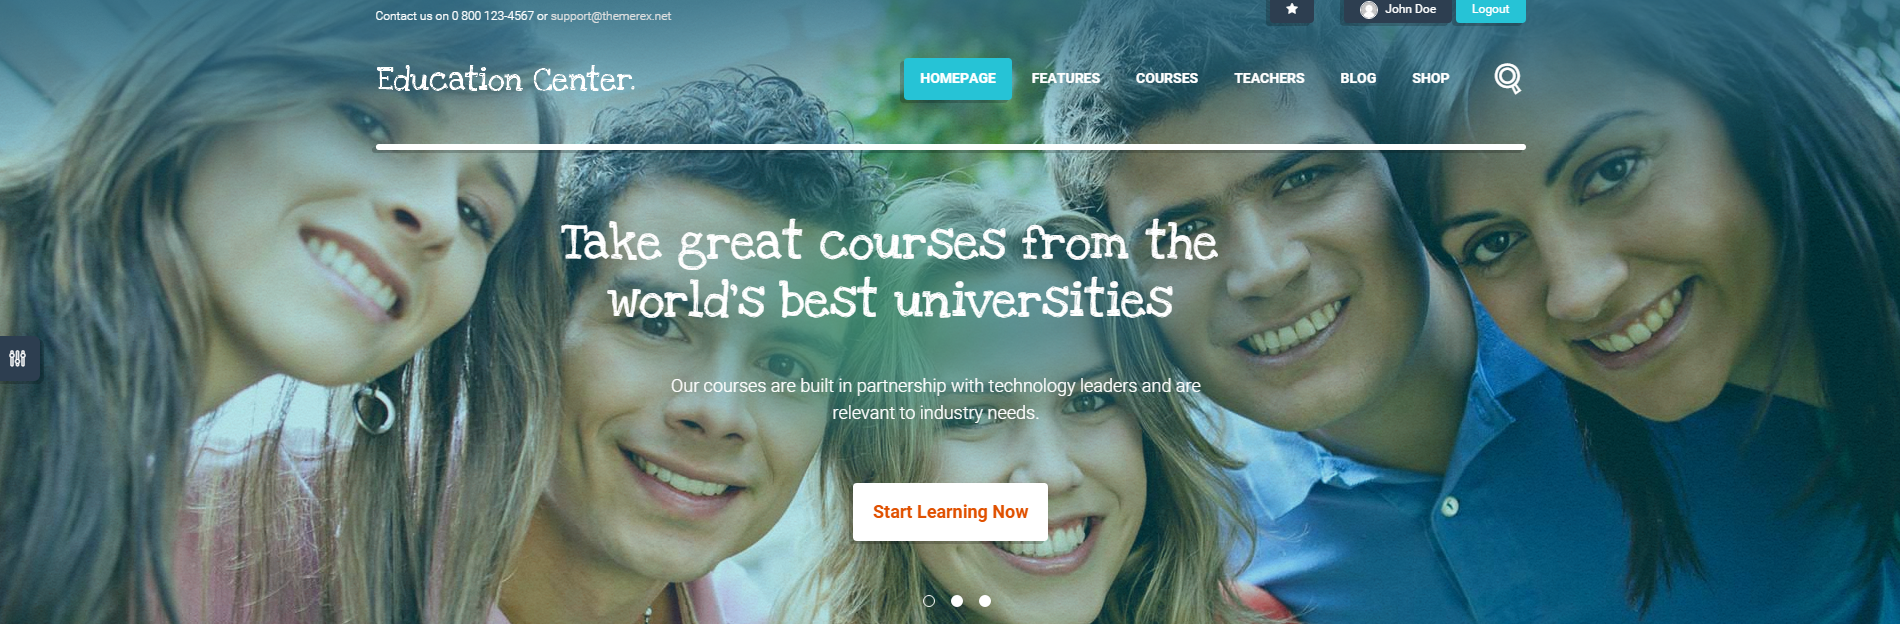 Contact us on 0 800 123-4567 or support@themerex.net
John Doe
Logout
Education Center.
HOMEPAGE
FEATURES
COURSES
TEACHERS
BLOG
SHOP
Take great courses from the
world's best universities
Our courses are built in partnership with technology leaders and are
relevant to industry needs.
Start Learning Now